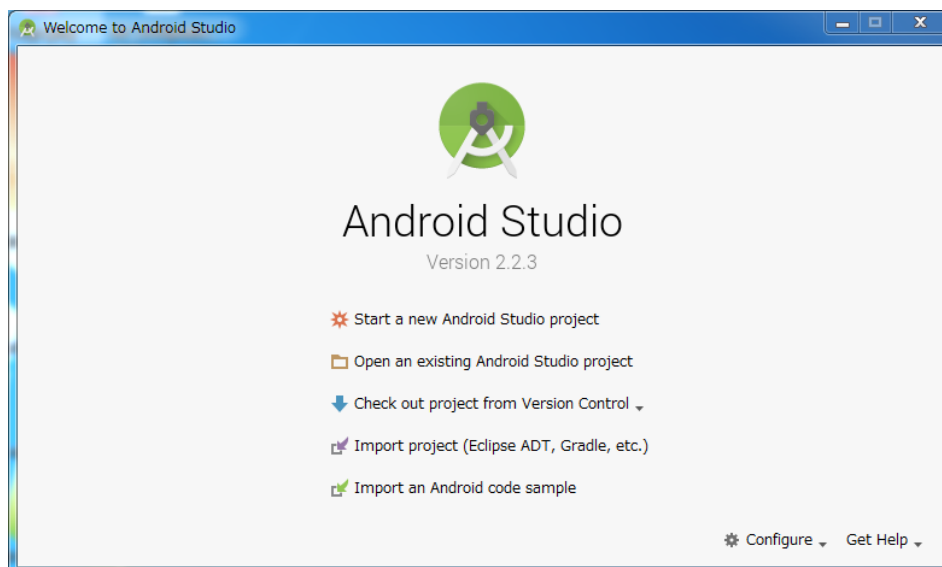 Welcome to Android Studio
Android Studio
Version 2.2.3
Start a new Android Studio project
Open an existing Android Studio project
Check out project from Version Control
Import project (Eclipse ADT, Gradle, etc.)
Import an Android code sample
Configure Get Help